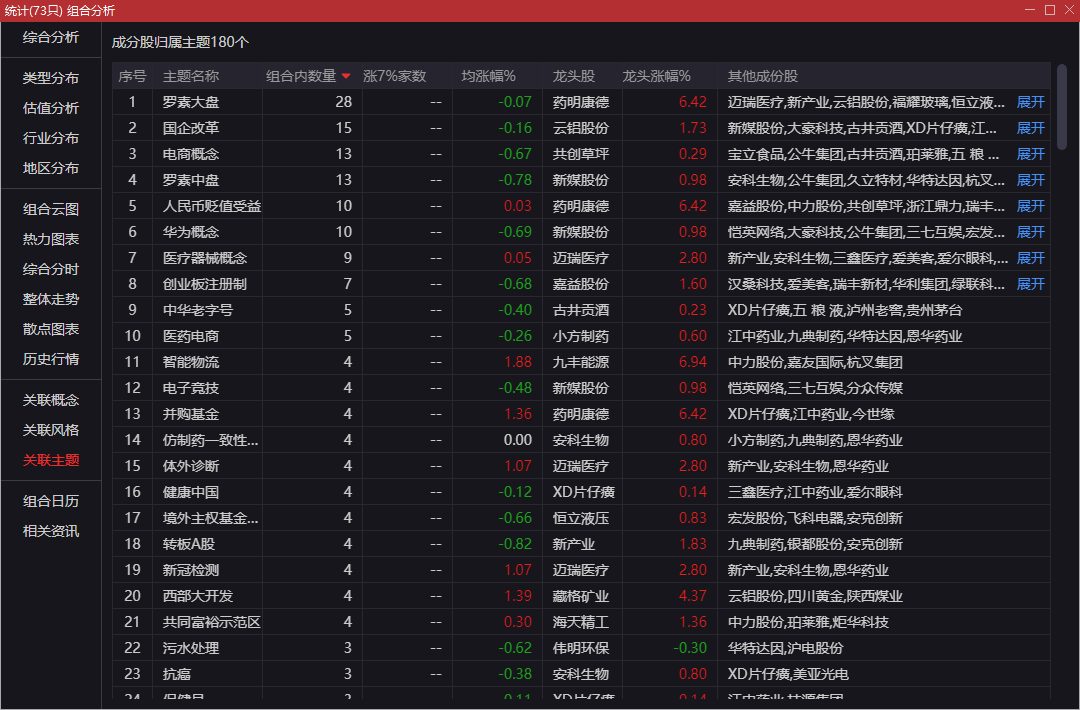 统计(73只) 组合分析
综合分析
类型分布
估值分析
行业分布
地区分布
组合云图
热力图表
综合分时
整体走势
散点图表
历史行情
关联概念
关联风格
关联主题
组合日历
相关资讯
成分股归属主题180个
序号 主题名称 组合内数量 涨7%家数 均涨幅% 龙头股 龙头涨幅% 其他成份股
1 罗素大盘 28 -- -0.07 药明康德 6.42 迈瑞医疗,新产业,云铝股份,福耀玻璃,恒立液... 展开
2 国企改革 15 -- -0.16 云铝股份 1.73 新媒股份,大豪科技,古井贡酒,XD片仔癀,江... 展开
3 电商概念 13 -- -0.67 共创草坪 0.29 宝立食品,公牛集团,古井贡酒,珀莱雅,五 粮 ... 展开
4 罗素中盘 13 -- -0.78 新媒股份 0.98 安科生物,公牛集团,久立特材,华特达因,杭叉... 展开
5 人民币贬值受益 10 -- 0.03 药明康德 6.42 嘉益股份,中力股份,共创草坪,浙江鼎力,瑞丰... 展开
6 华为概念 10 -- -0.69 新媒股份 0.98 恺英网络,大豪科技,公牛集团,三七互娱,宏发... 展开
7 医疗器械概念 9 -- 0.05 迈瑞医疗 2.80 新产业,安科生物,三鑫医疗,爱美客,爱尔眼科,... 展开
8 创业板注册制 7 -- -0.68 嘉益股份 1.60 汉桑科技,爱美客,瑞丰新材,华利集团,绿联科... 展开
9 中华老字号 5 -- -0.40 古井贡酒 0.23 XD片仔癀,五 粮 液,泸州老窖,贵州茅台
10 医药电商 5 -- -0.26 小方制药 0.60 江中药业,九典制药,华特达因,恩华药业
11 智能物流 4 -- 1.88 九丰能源 6.94 中力股份,嘉友国际,杭叉集团
12 电子竞技 4 -- -0.48 新媒股份 0.98 恺英网络,三七互娱,分众传媒
13 并购基金 4 -- 1.36 药明康德 6.42 XD片仔癀,江中药业,今世缘
14 仿制药一致性... 4 -- 0.00 安科生物 0.80 小方制药,九典制药,恩华药业
15 体外诊断 4 -- 1.07 迈瑞医疗 2.80 新产业,安科生物,恩华药业
16 健康中国 4 -- -0.12 XD片仔癀 0.14 三鑫医疗,江中药业,爱尔眼科
17 境外主权基金... 4 -- -0.66 恒立液压 0.83 宏发股份,飞科电器,安克创新
18 转板A股 4 -- -0.82 新产业 1.83 九典制药,银都股份,安克创新
19 新冠检测 4 -- 1.07 迈瑞医疗 2.80 新产业,安科生物,恩华药业
20 西部大开发 4 -- 1.39 藏格矿业 4.37 云铝股份,四川黄金,陕西煤业
21 共同富裕示范区 4 -- 0.30 海天精工 1.36 中力股份,珀莱雅,炬华科技
22 污水处理 3 -- -0.62 伟明环保 -0.30 华特达因,沪电股份
23 抗癌 3 -- -0.38 安科生物 0.80 XD片仔癀,美亚光电
24 保健品 3 -- -0.11 XD片仔癀 0.14